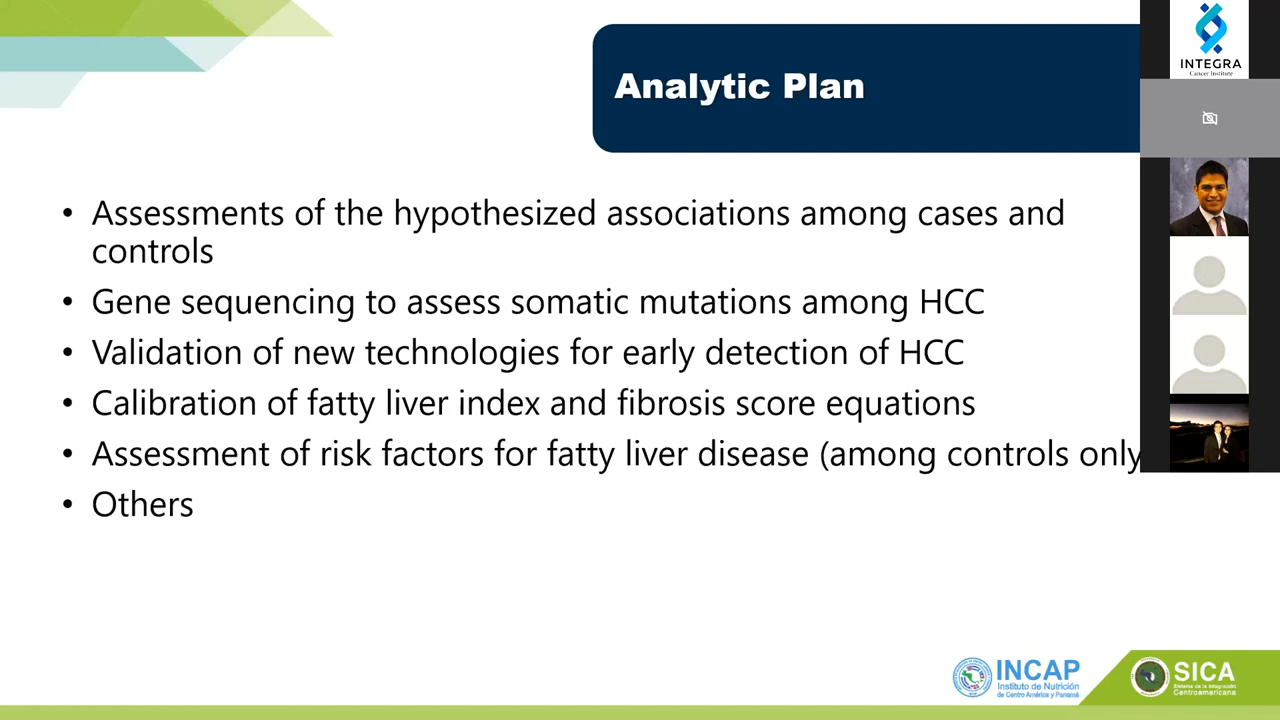 Analytic Plan
INTEGRA
Cancer Institute
• Assessments of the hypothesized associations among cases and
controls
• Gene sequencing to assess somatic mutations among HCC
• Validation of new technologies for early detection of HCC
• Calibration of fatty liver index and fibrosis score equations
• Assessment of risk factors for fatty liver disease (among controls only
• Others
INCAP
Instituto de Nutrición
de Centro América y Panamá
SICA
Sistema de la Integración
Centroamericana